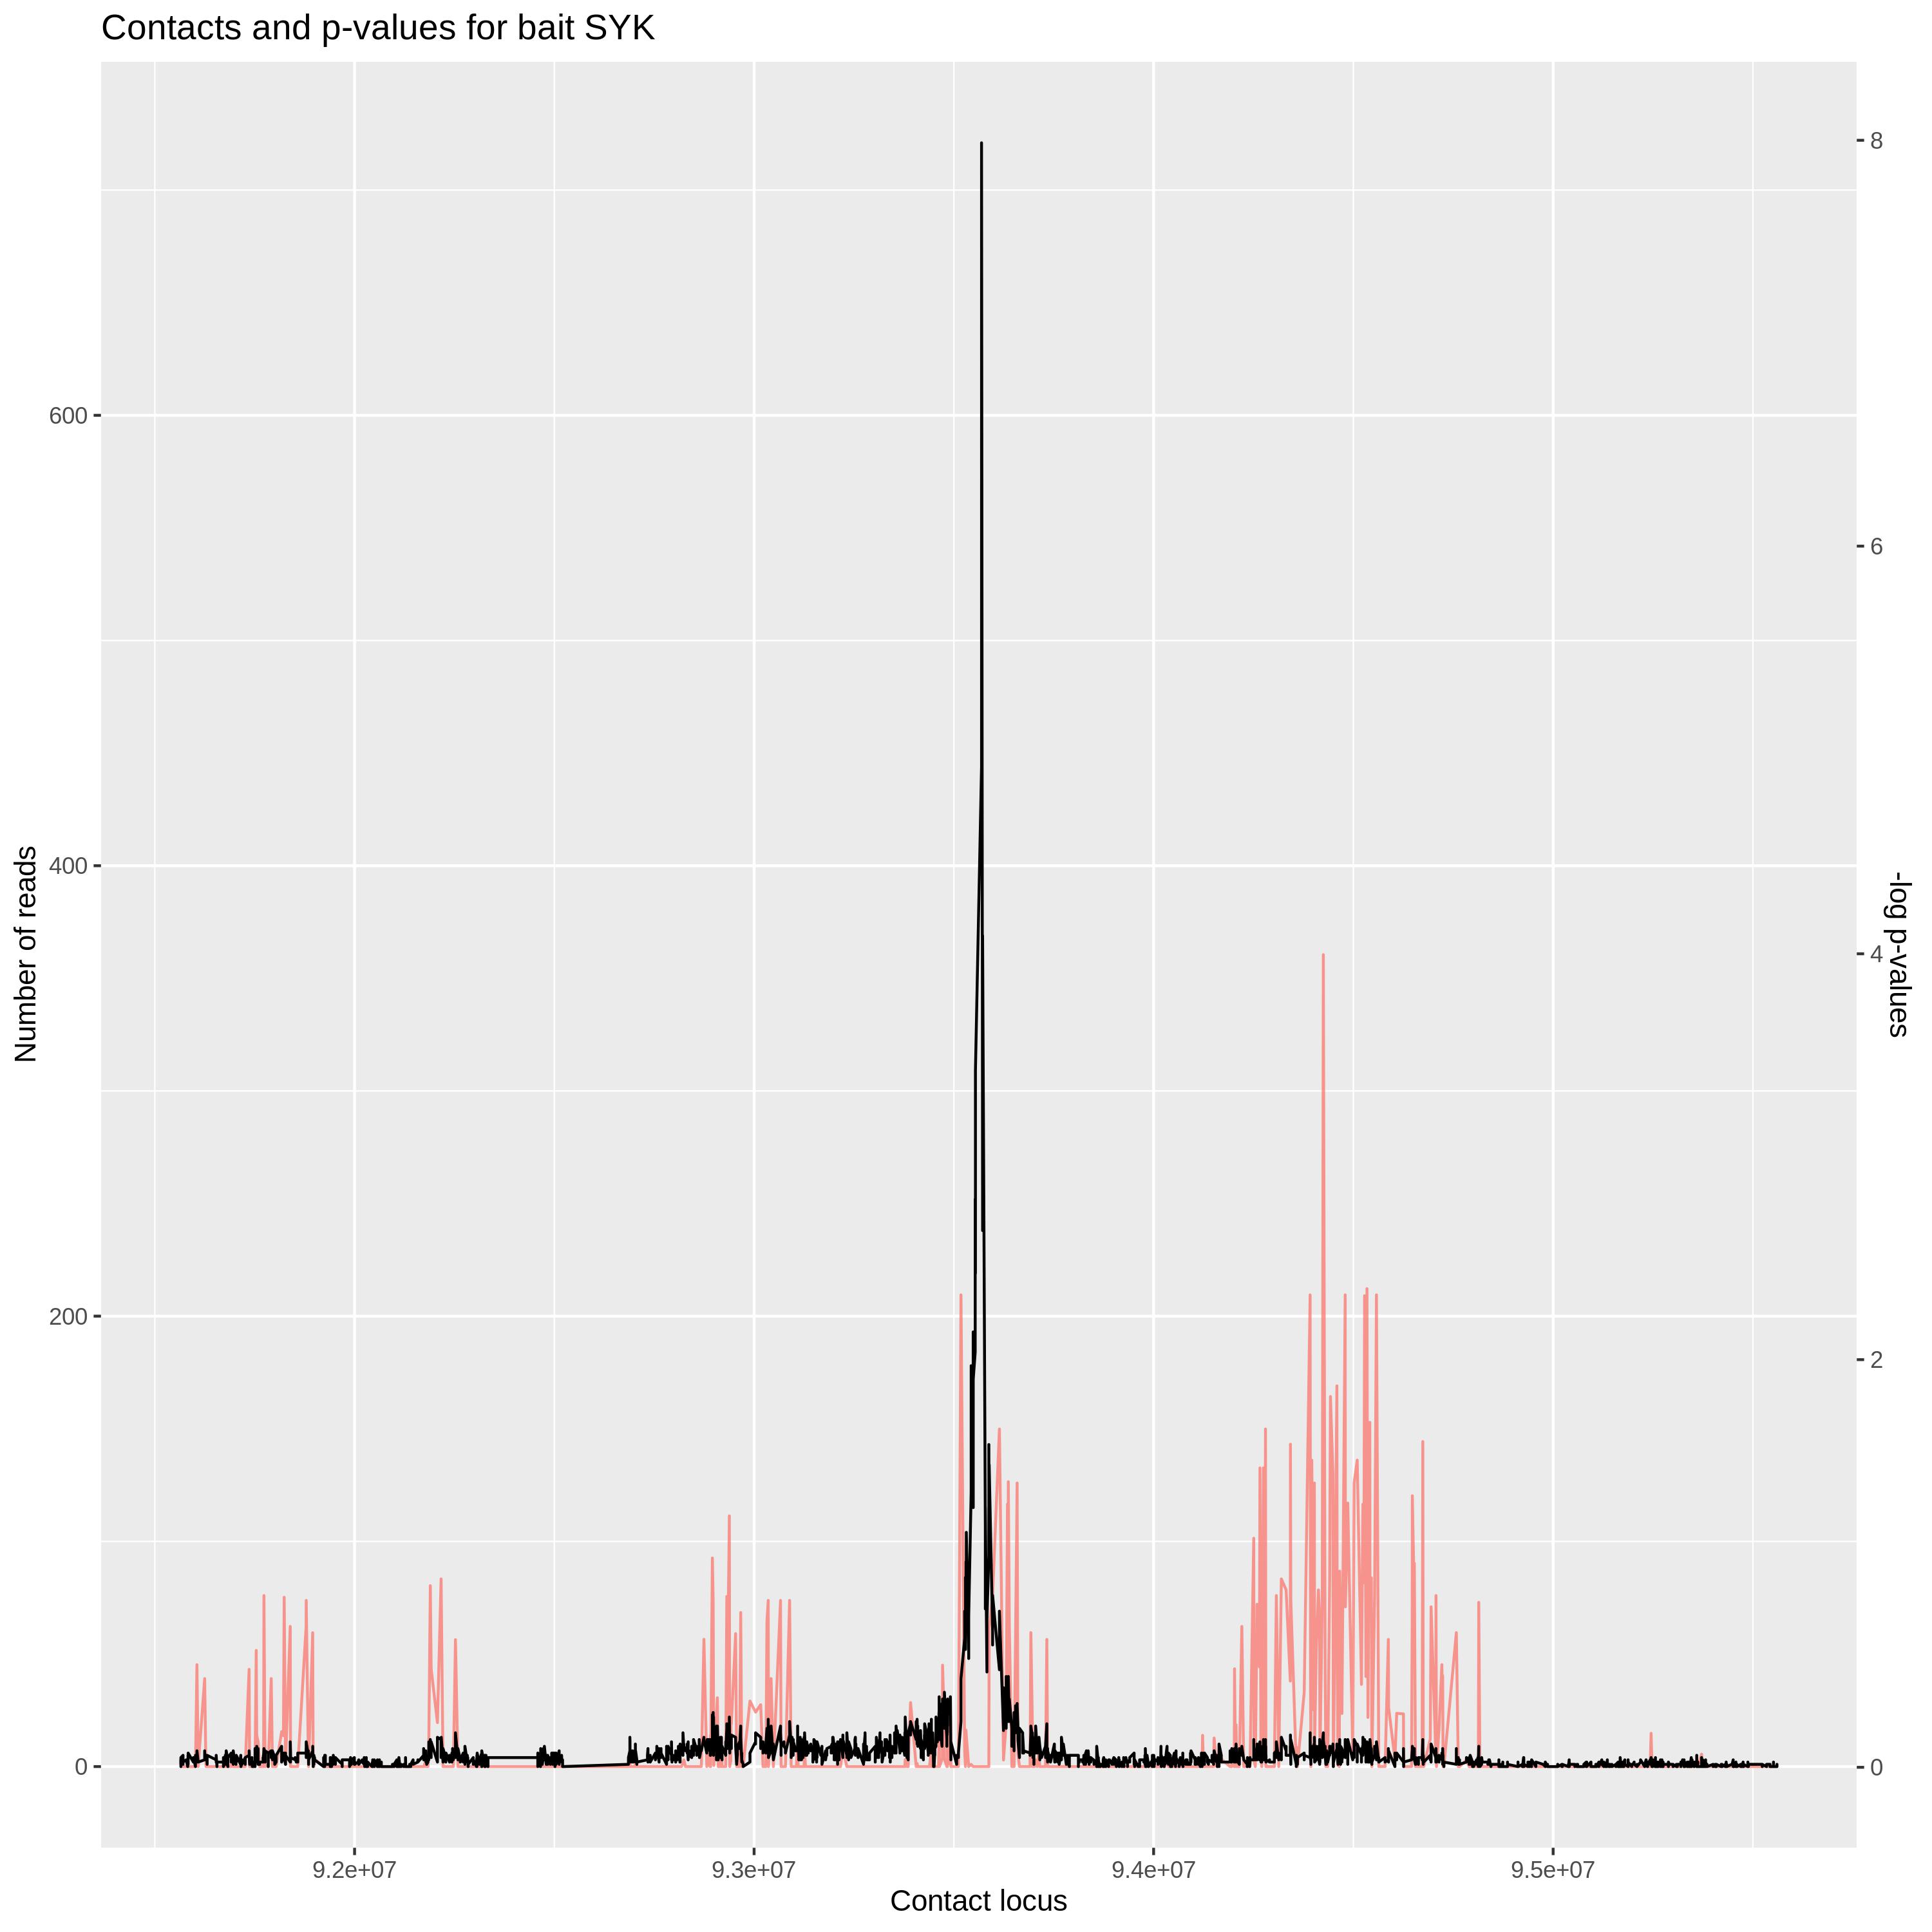 Contacts and p-values for bait SYK
8
600
6
Number of reads
400
4
-log p-values
200
2
0
0
9.2e+07
9.3e+07
9.4e+07
9.5e+07
Contact locus